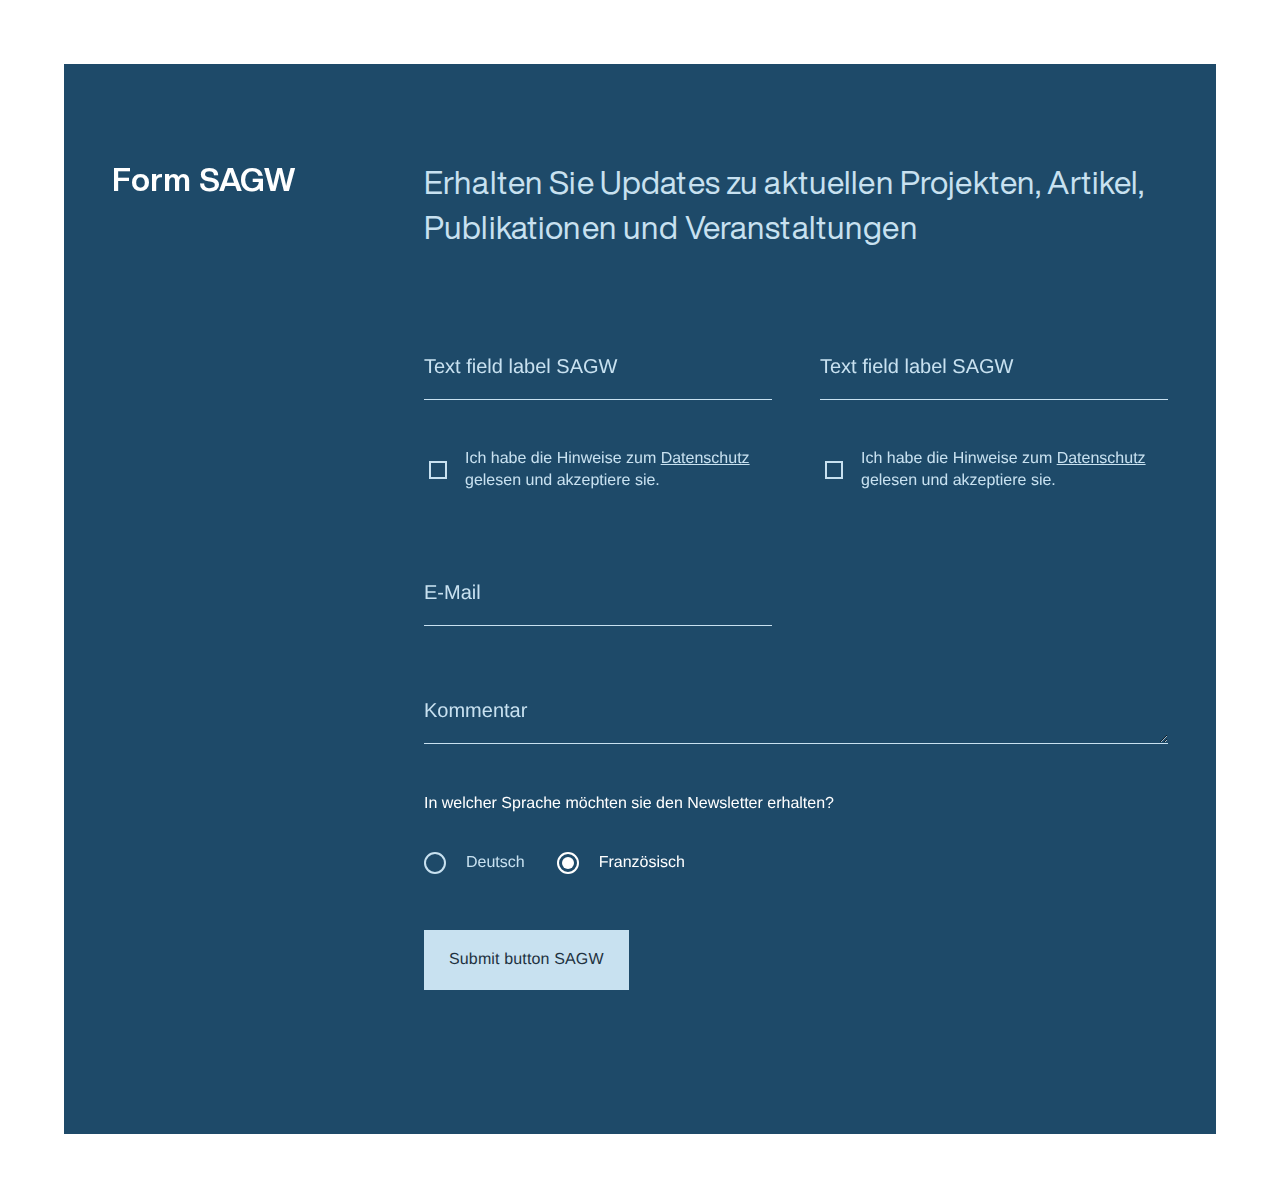 Form SAGW
Erhalten Sie Updates zu aktuellen Projekten, Artikel,
Publikationen und Veranstaltungen
Text field label SAGW
Text field label SAGW
Ich habe die Hinweise zum Datenschutz
gelesen und akzeptiere sie.
Ich habe die Hinweise zum Datenschutz
gelesen und akzeptiere sie.
E-Mail
Kommentar
In welcher Sprache möchten sie den Newsletter erhalten?
Deutsch
Französisch
Submit button SAGW